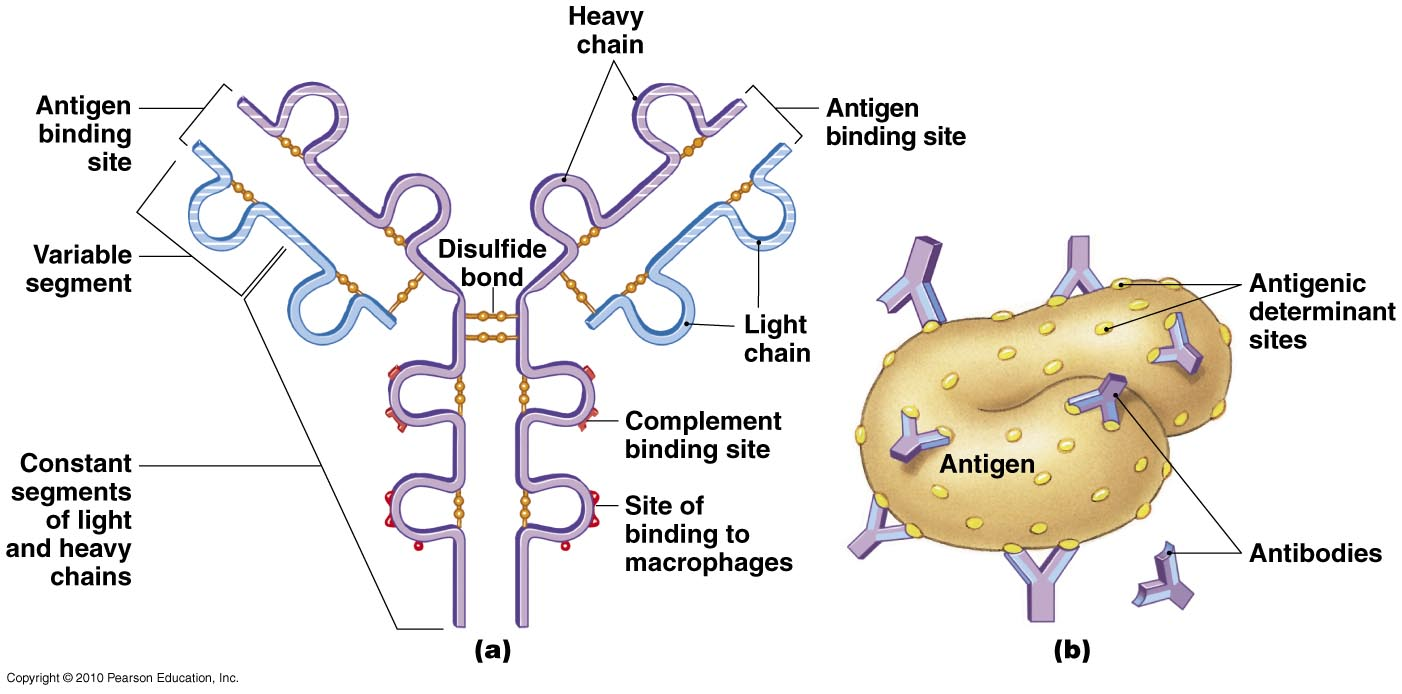 Heavy
chain
Antigen
binding
site
Antigen
binding site
Variable
segment
Disulfide
bond
Light
chain
Complement
binding site
Constant
segments
of light
and heavy
chains
Site of
binding to
macrophages
(a)
Antigenic
determinant
sites
Antigen
Antibodies
(b)
Copyright © 2010 Pearson Education, Inc.